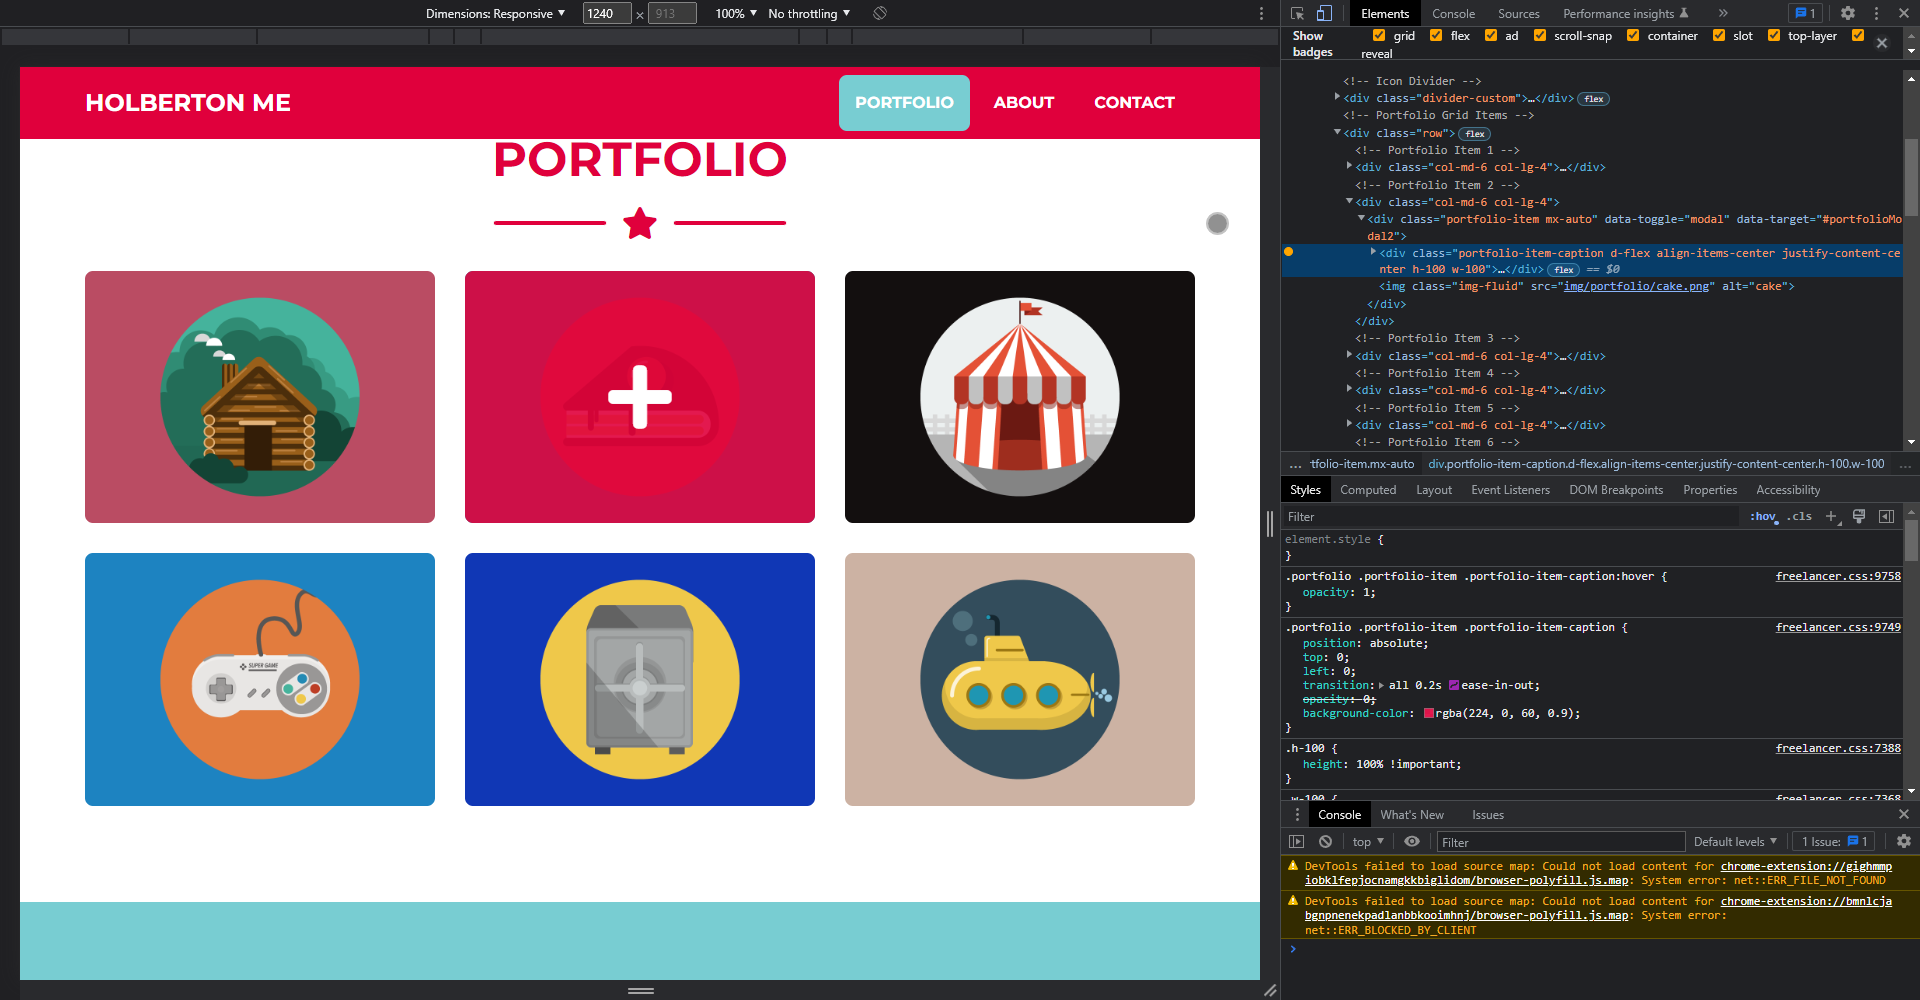 Dimensions: Responsive ▼ 1240 × 913 100% ▼ No throttling ▼
HOLBERTON ME
PORTFOLIO ABOUT CONTACT
PORTFOLIO
SUPER GAME
Elements Console Sources Performance insights » 1
Show badges
grid flex ad scroll-snap container slot top-layer
reveal
<!-- Icon Divider -->
<div class="divider-custom">…</div> flex
<!-- Portfolio Grid Items -->
<div class="row"> flex
<!-- Portfolio Item 1 -->
<div class="col-md-6 col-lg-4">…</div>
<!-- Portfolio Item 2 -->
<div class="col-md-6 col-lg-4">
<div class="portfolio-item mx-auto" data-toggle="modal" data-target="#portfolioMo
dal2">
<div class="portfolio-item-caption d-flex align-items-center justify-content-ce
nter h-100 w-100">…</div> flex == $0
<img class="img-fluid" src="img/portfolio/cake.png" alt="cake">
</div>
</div>
<!-- Portfolio Item 3 -->
<div class="col-md-6 col-lg-4">…</div>
<!-- Portfolio Item 4 -->
<div class="col-md-6 col-lg-4">…</div>
<!-- Portfolio Item 5 -->
<div class="col-md-6 col-lg-4">…</div>
<!-- Portfolio Item 6 -->
… rtfolio-item.mx-auto div.portfolio-item-caption.d-flex.align-items-center.justify-content-center.h-100.w-100 …
Styles Computed Layout Event Listeners DOM Breakpoints Properties Accessibility
Filter :hov .cls +
element.style {
}
.portfolio .portfolio-item .portfolio-item-caption:hover { freelancer.css:9758
opacity: 1;
}
.portfolio .portfolio-item .portfolio-item-caption { freelancer.css:9749
position: absolute;
top: 0;
left: 0;
transition: all 0.2s ease-in-out;
opacity: 0;
background-color: rgba(224, 0, 60, 0.9);
}
.h-100 { freelancer.css:7388
height: 100% !important;
}
.w-100 { freelancer.css:7368
Console What's New Issues
top ▼ Filter Default levels ▼ 1 Issue: 1
DevTools failed to load source map: Could not load content for chrome-extension://gighmmp
iobklfepjocnamgkkbiglidom/browser-polyfill.js.map: System error: net::ERR_FILE_NOT_FOUND
DevTools failed to load source map: Could not load content for chrome-extension://bmnlcja
bgnpnenekpadlanbbkooimhnj/browser-polyfill.js.map: System error:
net::ERR_BLOCKED_BY_CLIENT
>